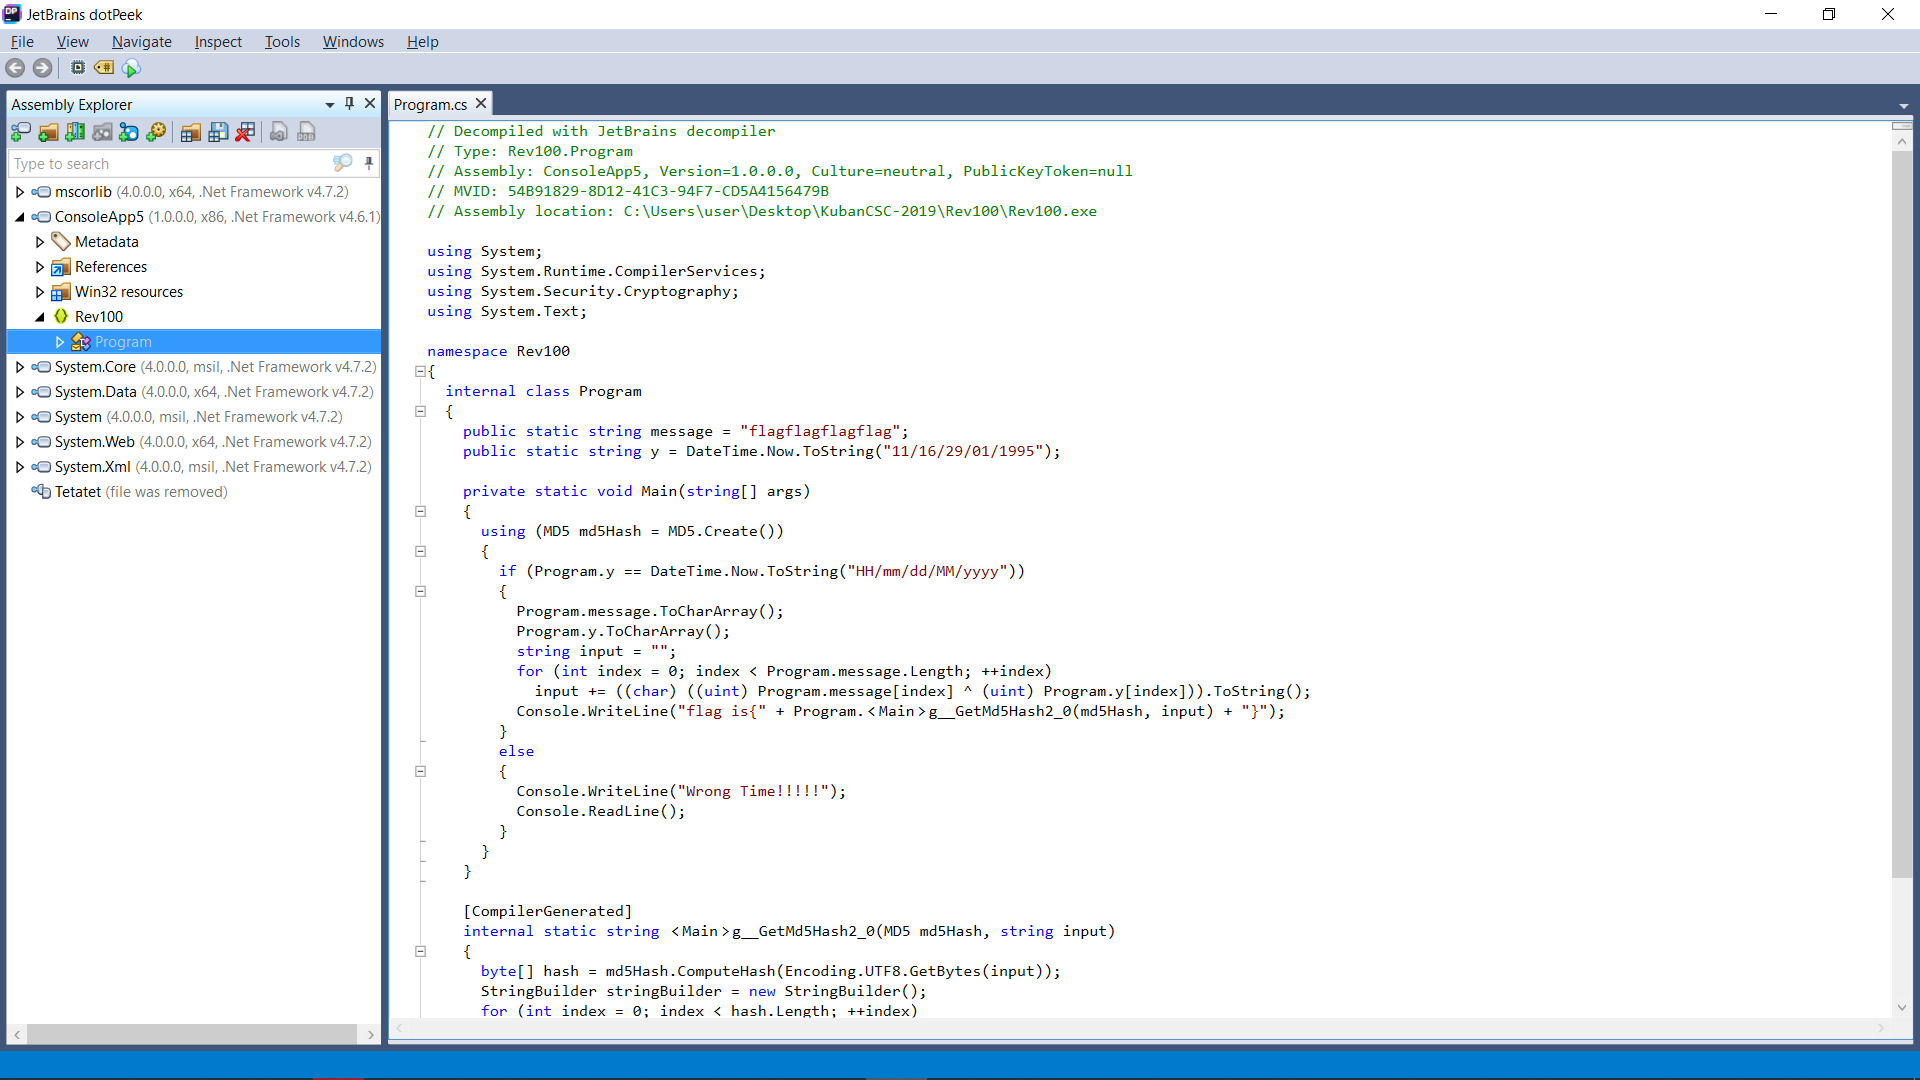 JetBrains dotPeek
File View Navigate Inspect Tools Windows Help
Assembly Explorer
Type to search
mscorlib (4.0.0.0, x64, .Net Framework v4.7.2)
ConsoleApp5 (1.0.0.0, x86, .Net Framework v4.6.1)
Metadata
References
Win32 resources
Rev100
Program
System.Core (4.0.0.0, msil, .Net Framework v4.7.2)
System.Data (4.0.0.0, x64, .Net Framework v4.7.2)
System (4.0.0.0, msil, .Net Framework v4.7.2)
System.Web (4.0.0.0, x64, .Net Framework v4.7.2)
System.Xml (4.0.0.0, msil, .Net Framework v4.7.2)
Tetatet (file was removed)
Program.cs
// Decompiled with JetBrains decompiler
// Type: Rev100.Program
// Assembly: ConsoleApp5, Version=1.0.0.0, Culture=neutral, PublicKeyToken=null
// MVID: 54B91829-8D12-41C3-94F7-CD5A4156479B
// Assembly location: C:\Users\user\Desktop\KubanCSC-2019\Rev100\Rev100.exe
using System;
using System.Runtime.CompilerServices;
using System.Security.Cryptography;
using System.Text;
namespace Rev100
{
internal class Program
{
public static string message = "flagflagflagflag";
public static string y = DateTime.Now.ToString("11/16/29/01/1995");
private static void Main(string[] args)
{
using (MD5 md5Hash = MD5.Create())
{
if (Program.y == DateTime.Now.ToString("HH/mm/dd/MM/yyyy"))
{
Program.message.ToCharArray();
Program.y.ToCharArray();
string input = "";
for (int index = 0; index < Program.message.Length; ++index)
input += ((char) ((uint) Program.message[index] ^ (uint) Program.y[index])).ToString();
Console.WriteLine("flag is{" + Program.<Main>g__GetMd5Hash2_0(md5Hash, input) + "}");
}
else
{
Console.WriteLine("Wrong Time!!!!!");
Console.ReadLine();
}
}
}
[CompilerGenerated]
internal static string <Main>g__GetMd5Hash2_0(MD5 md5Hash, string input)
{
byte[] hash = md5Hash.ComputeHash(Encoding.UTF8.GetBytes(input));
StringBuilder stringBuilder = new StringBuilder();
for (int index = 0; index < hash.Length; ++index)